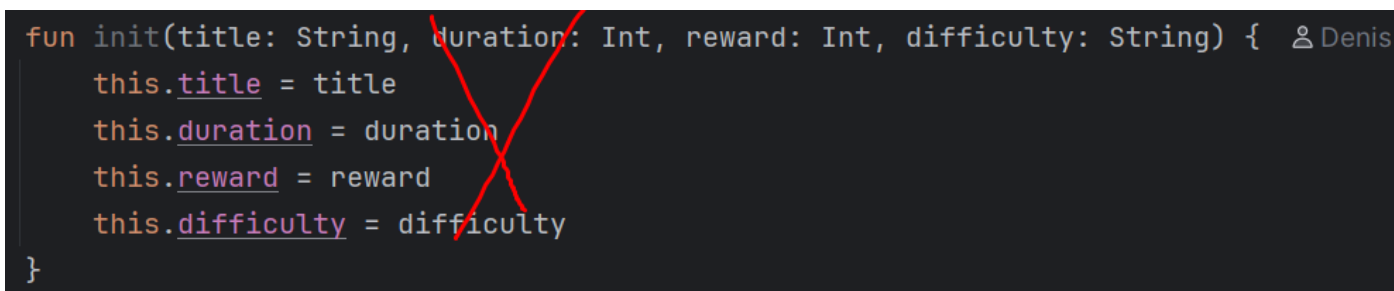 fun init(title: String, duration: Int, reward: Int, difficulty: String) { Denis
this.title = title
this.duration = duration
this.reward = reward
this.difficulty = difficulty
}